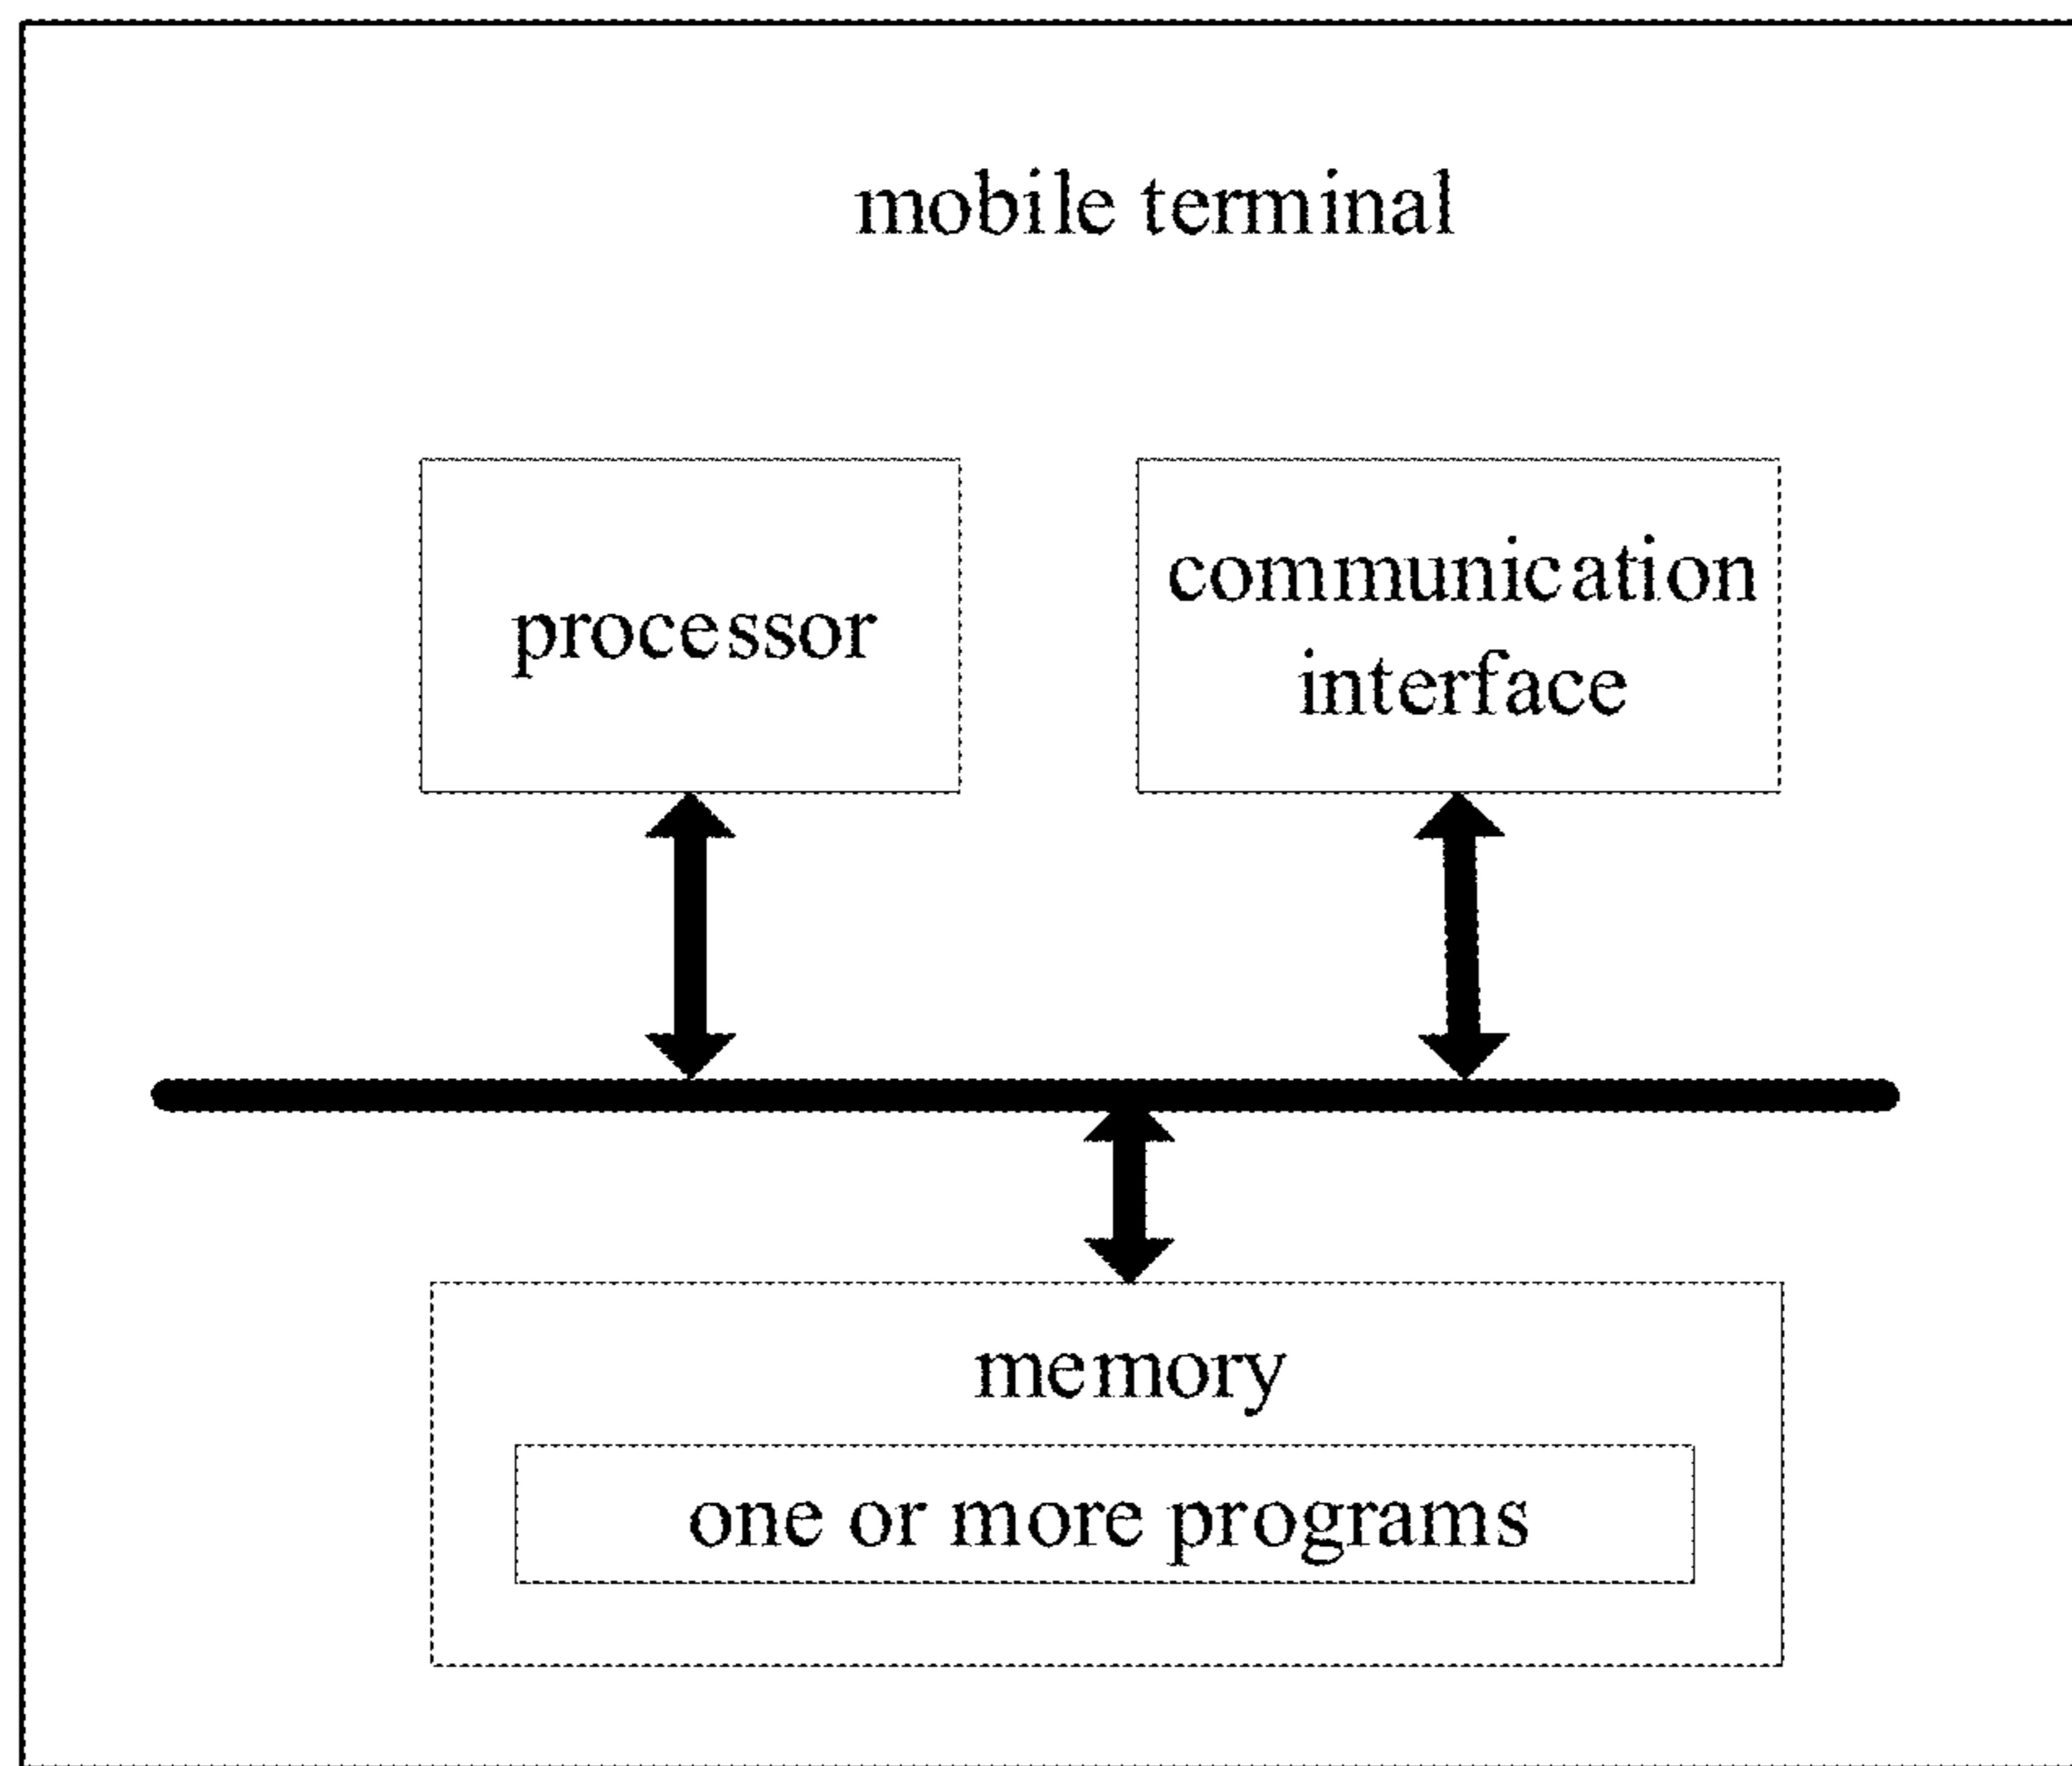 mobile terminal
processor
communication
interface
memory
one or more programs